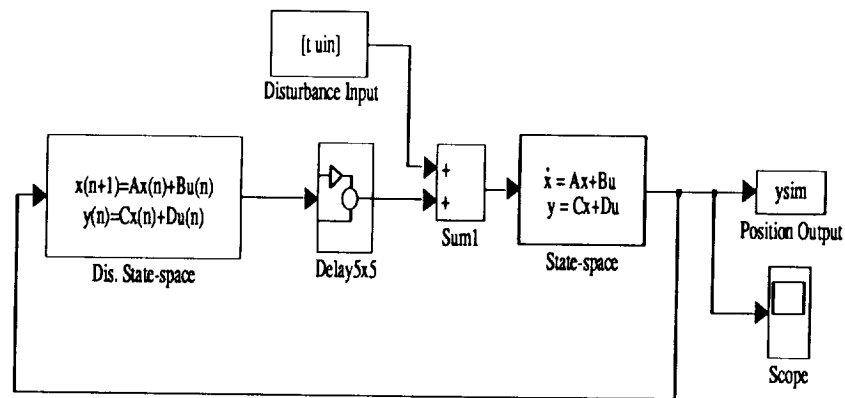 [t uin]
Disturbance Input
x(n+1)=Ax(n)+Bu(n)
y(n)=Cx(n)+Du(n)
Dis. State-space
Delay5x5
+
+
Sum1
ẋ = Ax+Bu
y = Cx+Du
State-space
ysim
Position Output
Scope